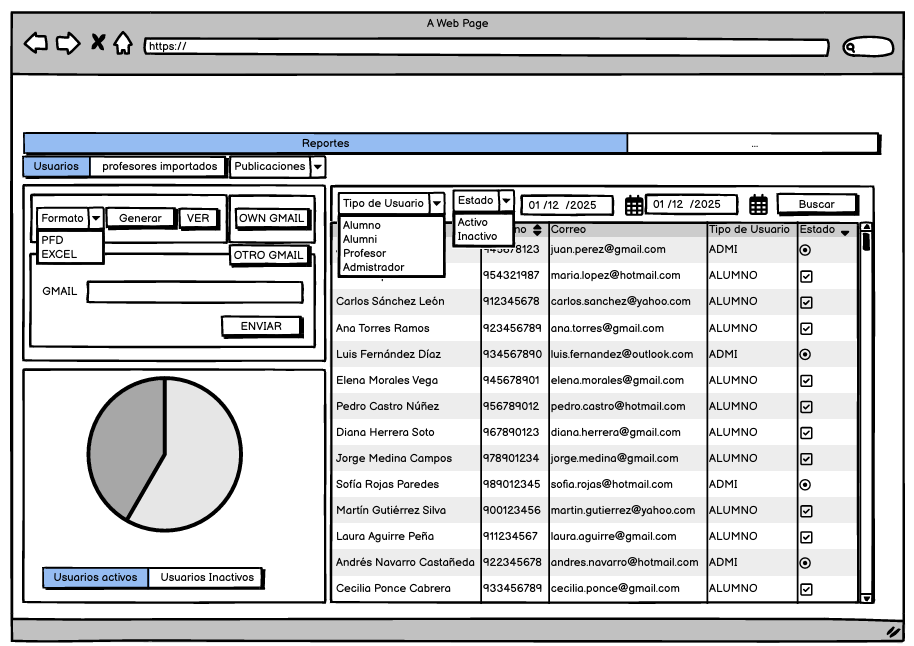 A Web Page
https://
Reportes
...
Usuarios
profesores importados
Publicaciones
Formato
Generar
VER
OWN GMAIL
PFD
EXCEL
OTRO GMAIL
GMAIL
ENVIAR
Usuarios activos
Usuarios Inactivos
Tipo de Usuario
Estado
01 /12 /2025
01 /12 /2025
Buscar
Alumno
Alumni
Profesor
Admistrador
Activo
Inactivo
Correo Tipo de Usuario Estado
juan.perez@gmail.com ADMI
954321987 maria.lopez@hotmail.com ALUMNO
Carlos Sánchez León 912345678 carlos.sanchez@yahoo.com ALUMNO
Ana Torres Ramos 923456789 ana.torres@gmail.com ALUMNO
Luis Fernández Díaz 934567890 luis.fernandez@outlook.com ADMI
Elena Morales Vega 945678901 elena.morales@gmail.com ALUMNO
Pedro Castro Núñez 956789012 pedro.castro@hotmail.com ALUMNO
Diana Herrera Soto 967890123 diana.herrera@gmail.com ALUMNO
Jorge Medina Campos 978901234 jorge.medina@gmail.com ALUMNO
Sofía Rojas Paredes 989012345 sofia.rojas@hotmail.com ADMI
Martín Gutiérrez Silva 900123456 martin.gutierrez@yahoo.com ALUMNO
Laura Aguirre Peña 911234567 laura.aguirre@gmail.com ALUMNO
Andrés Navarro Castañeda 922345678 andres.navarro@hotmail.com ADMI
Cecilia Ponce Cabrera 933456789 cecilia.ponce@gmail.com ALUMNO